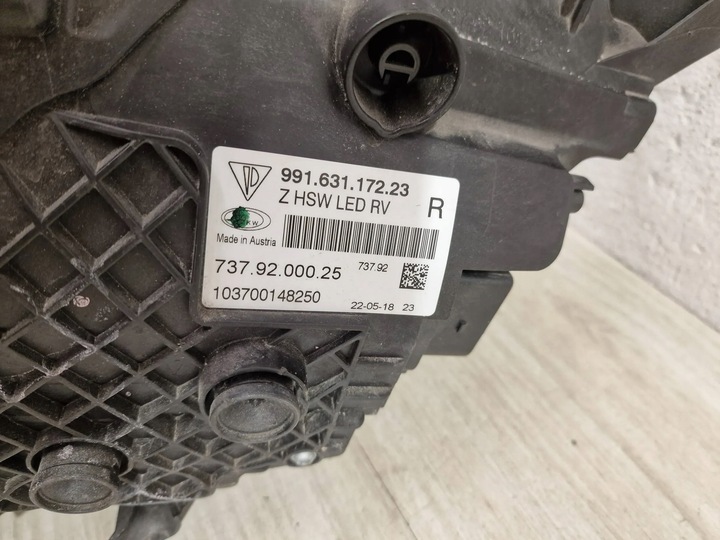 991.631.172.23
Z HSW LED RV
R
Made in Austria
737.92.000.25
737.92
103700148250
22-05-18 23